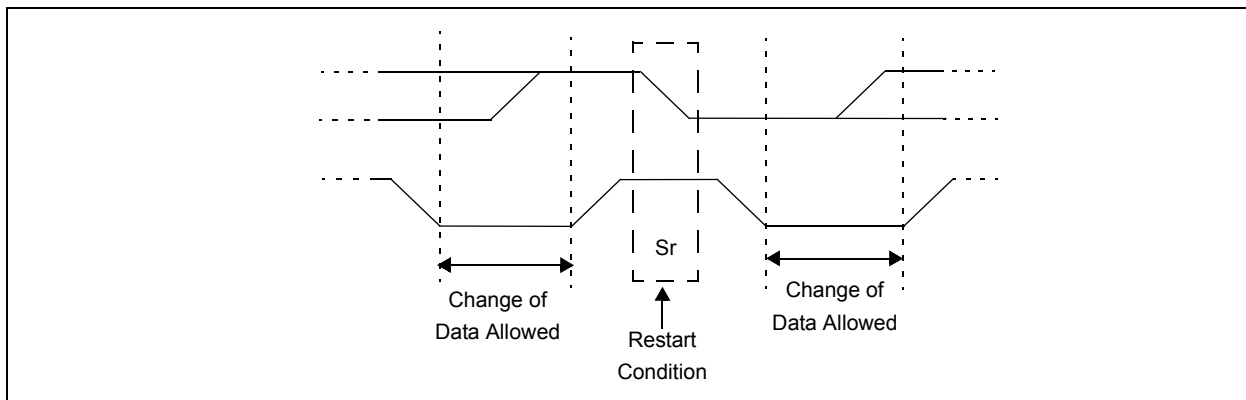 Sr
Change of
Data Allowed
Restart
Condition
Change of
Data Allowed